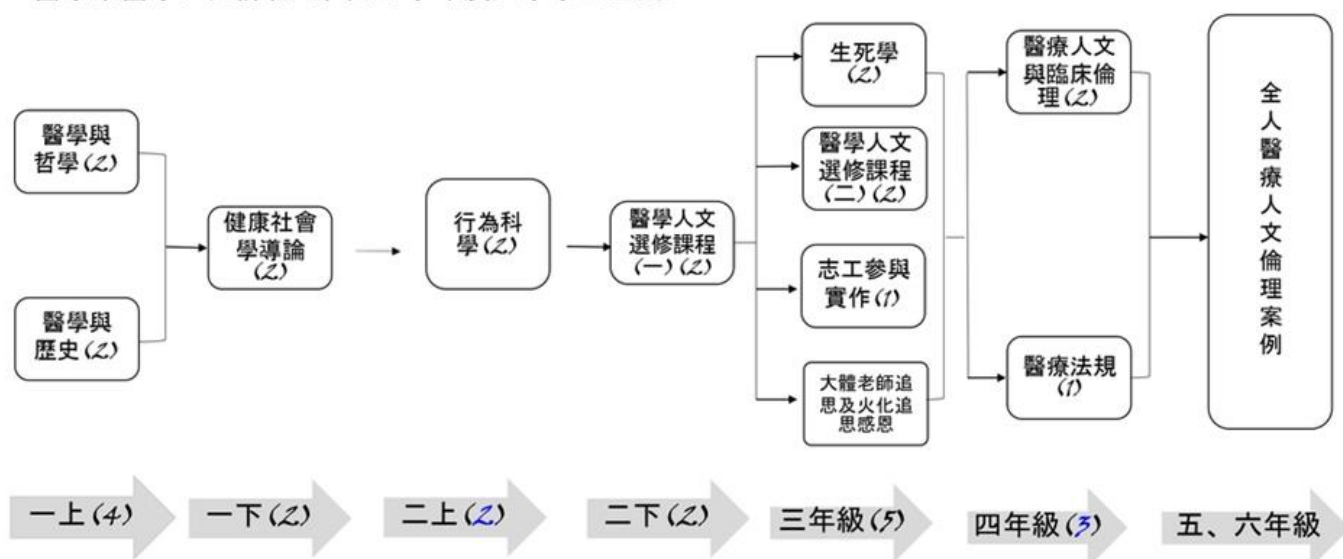 醫學與
哲學(2)
醫學與
歷史(2)
健康社會
學導論
(2)
行為科
學(2)
醫學人文
選修課程
(一)(2)
生死學
(2)
醫學人文
選修課程
(二)(2)
志工參與
實作(1)
大體老師追
思及火化追
思感恩
醫療人文
與臨床倫
理(2)
醫療法規
(1)
全人醫療人文倫理案例
一上(4)
一下(2)
二上(2)
二下(2)
三年級(5)
四年級(3)
五、六年級